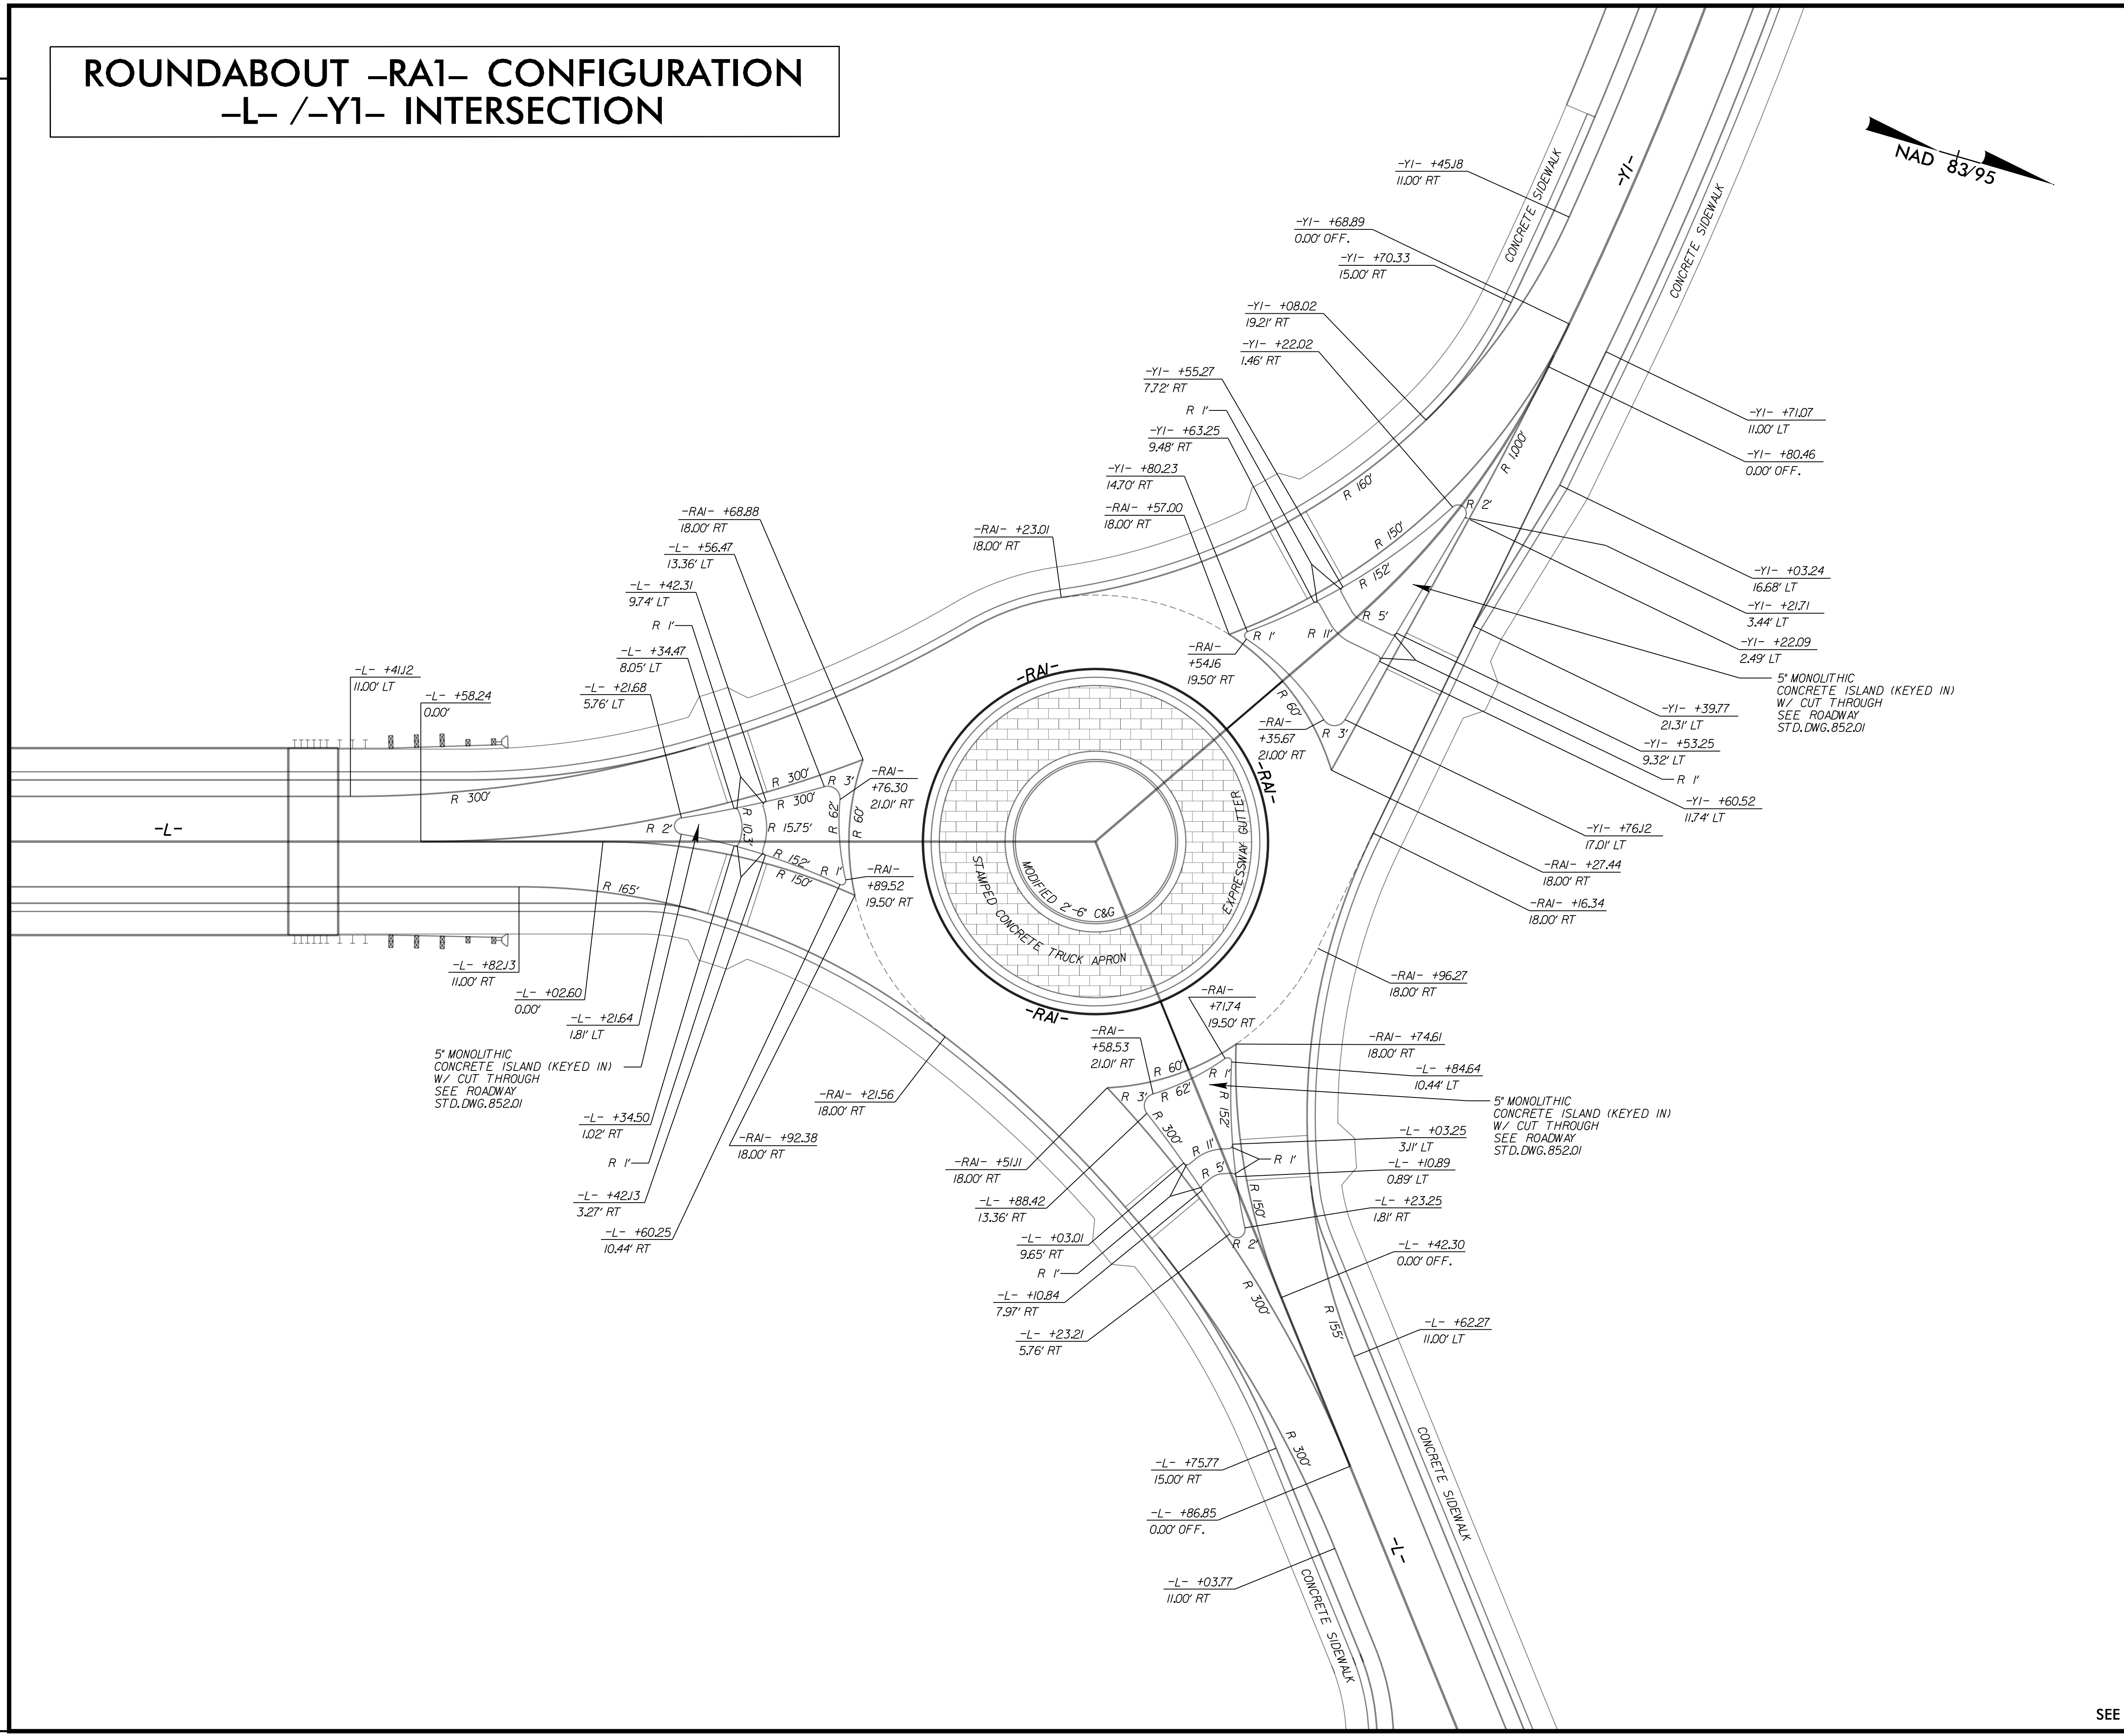 ROUNDABOUT –RA1– CONFIGURATION
–L– /–Y1– INTERSECTION
NAD 83/95
-Y1-
CONCRETE SIDEWALK
CONCRETE SIDEWALK
-Y1- +45.18
11.00' RT
-Y1- +68.89
0.00' OFF.
-Y1- +70.33
15.00' RT
-Y1- +08.02
19.21' RT
-Y1- +22.02
1.46' RT
-Y1- +55.27
7.72' RT
R 1'
-Y1- +63.25
9.48' RT
-Y1- +80.23
14.70' RT
-RA1- +57.00
18.00' RT
-RA1- +23.01
18.00' RT
-RA1- +68.88
18.00' RT
-L- +56.47
13.36' LT
-L- +42.31
9.74' LT
R 1'
-L- +34.47
8.05' LT
-L- +21.68
5.76' LT
-L- +41.12
11.00' LT
-L- +58.24
0.00'
-Y1- +71.07
11.00' LT
-Y1- +80.46
0.00' OFF.
-Y1- +03.24
16.68' LT
-Y1- +21.71
3.44' LT
-Y1- +22.09
2.49' LT
5" MONOLITHIC
CONCRETE ISLAND (KEYED IN)
W/ CUT THROUGH
SEE ROADWAY
STD.DWG.852.01
-Y1- +39.77
21.31' LT
-Y1- +53.25
9.32' LT
R 1'
-Y1- +60.52
11.74' LT
-Y1- +76.12
17.01' LT
-RA1- +27.44
18.00' RT
-RA1- +16.34
18.00' RT
R 1,000'
R 2'
R 160'
R 150'
R 152'
R 5'
R 11'
R 1'
-RA1-
+54.16
19.50' RT
R 60'
-RA1-
+35.67
21.00' RT
R 3'
-RA1-
-RA1-
-RA1-
STAMPED CONCRETE TRUCK APRON
MODIFIED 2'-6" C&G
EXPRESSWAY GUTTER
-L-
R 300'
R 300'
R 300'
R 3'
R 2'
R 10.3'
R 15.75'
R 62'
R 60'
R 152'
R 150'
R 1'
R 165'
-RA1-
+76.30
21.01' RT
-RA1-
+89.52
19.50' RT
-L- +82.13
11.00' RT
-L- +02.60
0.00'
-L- +21.64
1.81' LT
5" MONOLITHIC
CONCRETE ISLAND (KEYED IN)
W/ CUT THROUGH
SEE ROADWAY
STD.DWG.852.01
-L- +34.50
1.02' RT
R 1'
-L- +42.13
3.27' RT
-L- +60.25
10.44' RT
-RA1- +92.38
18.00' RT
-RA1- +21.56
18.00' RT
-RA1- +96.27
18.00' RT
-RA1-
+71.74
19.50' RT
-RA1-
+58.53
21.01' RT
-RA1- +74.61
18.00' RT
-L- +84.64
10.44' LT
5" MONOLITHIC
CONCRETE ISLAND (KEYED IN)
W/ CUT THROUGH
SEE ROADWAY
STD.DWG.852.01
-L- +03.25
3.11' LT
R 1'
-L- +10.89
0.89' LT
-L- +23.25
1.81' RT
-L- +42.30
0.00' OFF.
-L- +62.27
11.00' LT
R 60'
R 62'
R 1'
R 3'
R 152'
R 300'
R 11'
R 5'
R 150'
R 2'
R 300'
R 155'
-RA1- +51.11
18.00' RT
-L- +88.42
13.36' RT
-L- +03.01
9.65' RT
R 1'
-L- +10.84
7.97' RT
-L- +23.21
5.76' RT
R 300'
-L- +75.77
15.00' RT
-L- +86.85
0.00' OFF.
-L- +03.77
11.00' RT
-L-
CONCRETE SIDEWALK
CONCRETE SIDEWALK
SEE